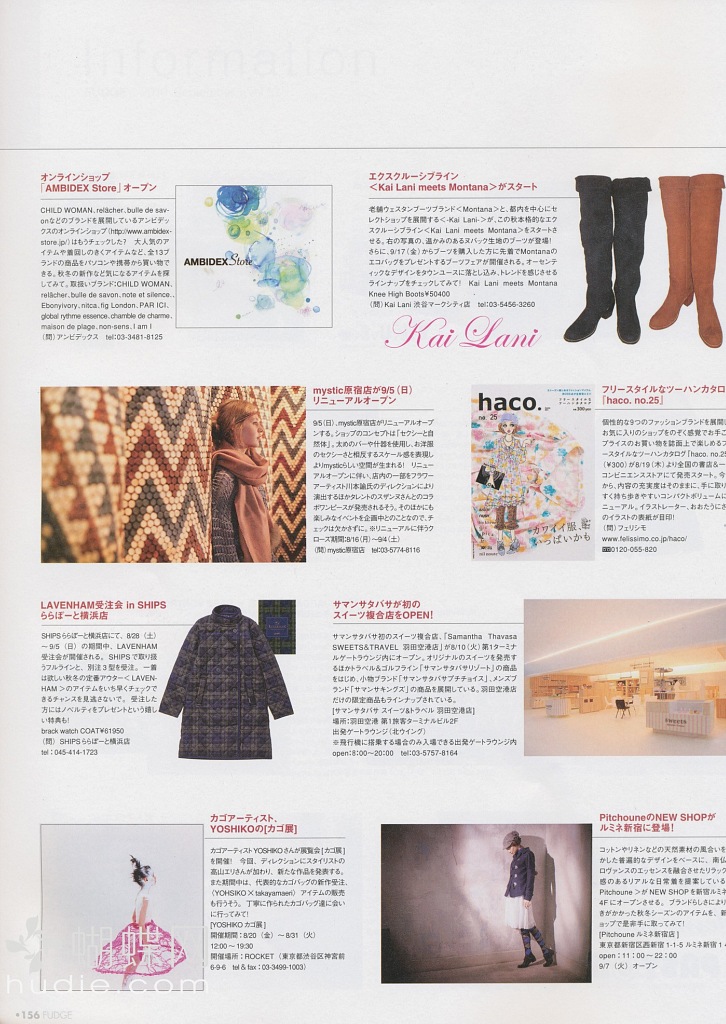 Information
オンラインショップ
「AMBIDEX Store」オープン
CHILD WOMAN、relâcher、bulle de sav-
onなどのブランドを展開しているアンビデッ
クスのオンラインショップ（http://www.ambidex-
store.jp/）はもうチェックした？　大人気のアイ
テムや着回しのきくアイテムなど、全13ブ
ランドの商品をパソコンや携帯から買い物で
きる。秋冬の新作など気になるアイテムを探
してみて。取扱いブランド：CHILD WOMAN、
relâcher、bulle de savon、note et silence.、
Ebonyivory、nitca、fig London、PAR ICI、
global rythme essence、chambre de charme、
maison de plage、non-sens、I am I
（問）アンビデックス　tel:03-3481-8125
AMBIDEX Store
エクスクルーシブライン
＜Kai Lani meets Montana＞がスタート
老舗ウェスタンブーツブランド＜Montana＞と、都内を中心にセ
レクトショップを展開する＜-Kai Lani-＞が、この秋本格的なエイ
クスクルーシブライン＜Kai Lani meets Montana＞をスタートさ
せる。右の写真の、温かみのあるヌバック生地のブーツが登場！
さらに、9/17（金）からブーツを購入した方に先着でMontanaの
エコバッグをプレゼントするブーツフェアが開催される。オーセンテ
ィックなデザインをタウンユースに落とし込み、トレンドを感じさせる
ラインナップをチェックしてみて！　Kai Lani meets Montana
Knee High Boots¥50400
（問）Kai Lani 渋谷マークシティ店　tel：03-5456-3260
Kai Lani
mystic原宿店が9/5（日）
リニューアルオープン
9/5（日）、mystic原宿店がリニューアルオープ
ンする。ショップのコンセプトは「セクシーと自
然体」。太めのバーや什器を使用し、お洋服
のセクシーさと相反するスケール感を表現し
よりmysticらしい空間が生まれる！　リニュー
アルオープンに伴い、店内の一部をフラワー
アーティスト川本諭氏のディレクションにより
演出するほかタレントのスザンヌさんとのコラ
ボワンピースが発売されるそう。そのほかにも
楽しみなイベントを企画中とのことなので、チ
ェックは欠かさずに。※リニューアルに伴うク
ローズ期間：8/16（月）〜9/4（土）
（問）mystic原宿店　tel：03-5774-8116
haco.
no. 25
カワイイ服、
いっぱいかも
フリースタイルなツーハンカタロ
『haco. no.25』
個性的な9つのファッションブランドを展開し
お気に入りのショップをのぞく感覚でお手ご
プライスのお買い物を誌面上で楽しめるフ
ースタイルなツーハンカタログ『haco. no.25
（¥300）が8/19（木）より全国の書店&一
コンビニエンスストアにて発売スタート。今
から、内容の充実度はそのままに、手に取り
すく持ち歩きやすいコンパクトボリュームに
ニューアル。イラストレーター、おおたうにさ
のイラストの表紙が目印！
（問）フェリシモ
www.felissimo.co.jp/haco/
0120-055-820
LAVENHAM受注会 in SHIPS
ららぽーと横浜店
SHIPSららぽーと横浜店にて、8/28（土）
〜9/5（日）の期間中、LAVENHAM
受注会が開催される。SHIPSで取り扱
うフルラインと、別注3型を受注。一着
は欲しい秋冬の定番アウター＜LAVEN-
HAM＞のアイテムをいち早くチェックで
きるチャンスを見逃さないで。受注した
方にはノベルティをプレゼントという嬉し
い特典も！
brack watch COAT¥61950
（問）SHIPSららぽーと横浜店
tel：045-414-1723
サマンサタバサが初の
スイーツ複合店をOPEN！
サマンサタバサ初のスイーツ複合店、「Samantha Thavasa
SWEETS&TRAVEL 羽田空港店」が8/10（火）第1ターミナ
ルゲートラウンジ内にオープン。オリジナルのスイーツを発売す
るほかトラベル&ゴルフライン「サマンサタバサリゾート」の商品
をはじめ、小物ブランド「サマンサタバサプチチョイス」、メンズブ
ランド「サマンサキングズ」の商品を展開している。羽田空港店
だけの限定商品もラインナップされている。
[サマンサタバサ スイーツ&トラベル 羽田空港店]
場所：羽田空港 第1旅客ターミナルビル2F
出発ゲートラウンジ（北ウイング）
※飛行機に搭乗する場合のみ入場できる出発ゲートラウンジ内
open：8：00〜20：00　tel：03-5757-8164
sweets
カゴアーティスト、
YOSHIKOの[カゴ展]
カゴアーティストYOSHIKOさんが展覧会[カゴ展]
を開催！　今回、ディレクションにスタイリストの
高山エリさんが加わり、新たな作品を発表する。
また期間中は、代表的なカゴバッグの新作受注、
（YOHSIKO×takayamaeri）アイテムの販売
も行うそう。丁寧に作られたカゴバッグ達に会い
に行ってみて！
[YOSHIKO カゴ展]
開催期間：8/20（金）〜8/31（火）
12:00 〜 19:30
開催場所：ROCKET（東京都渋谷区神宮前
6-9-6　tel & fax：03-3499-1003）
PitchouneのNEW SHOPが
ルミネ新宿に登場！
コットンやリネンなどの天然素材の風合いを
かした普遍的なデザインをベースに、南仏
ロヴァンスのエッセンスを融合させたリラック
感のあるリアルな日常着を提案している
Pitchoune＞がNEW SHOPを新宿ルミネ
4Fにオープンさせる。ブランドらしさにより
きがかかった秋冬シーズンのアイテムを、新
ョップで是非手に取ってみて！
[Pitchoune ルミネ新宿店]
東京都新宿区西新宿1-1-5 ルミネ新宿1
open：11：00 〜 22：00
9/7（火）オープン
蝴蝶网
hudie.com
156 FUDGE